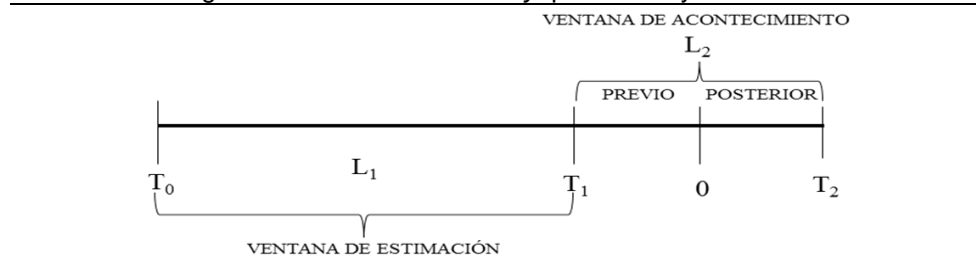 VENTANA DE ACONTECIMIENTO
L2
PREVIO POSTERIOR
L1
T0 T1 0 T2
VENTANA DE ESTIMACIÓN